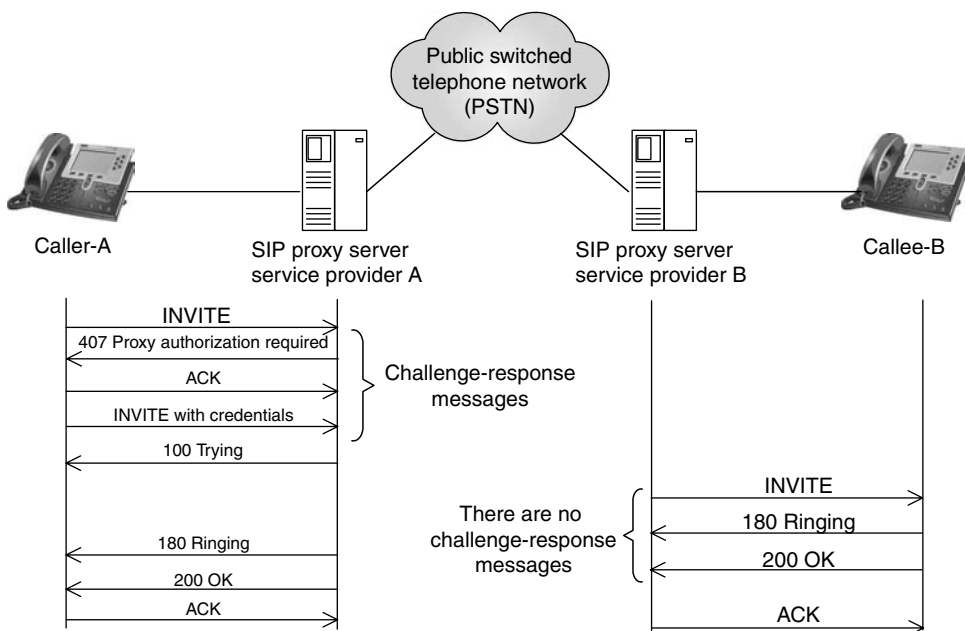 Public switched
telephone network
(PSTN)
Caller-A
SIP proxy server
service provider A
SIP proxy server
service provider B
Callee-B
INVITE
407 Proxy authorization required
ACK
INVITE with credentials
100 Trying
180 Ringing
200 OK
ACK
Challenge-response
messages
There are no
challenge-response
messages
INVITE
180 Ringing
200 OK
ACK